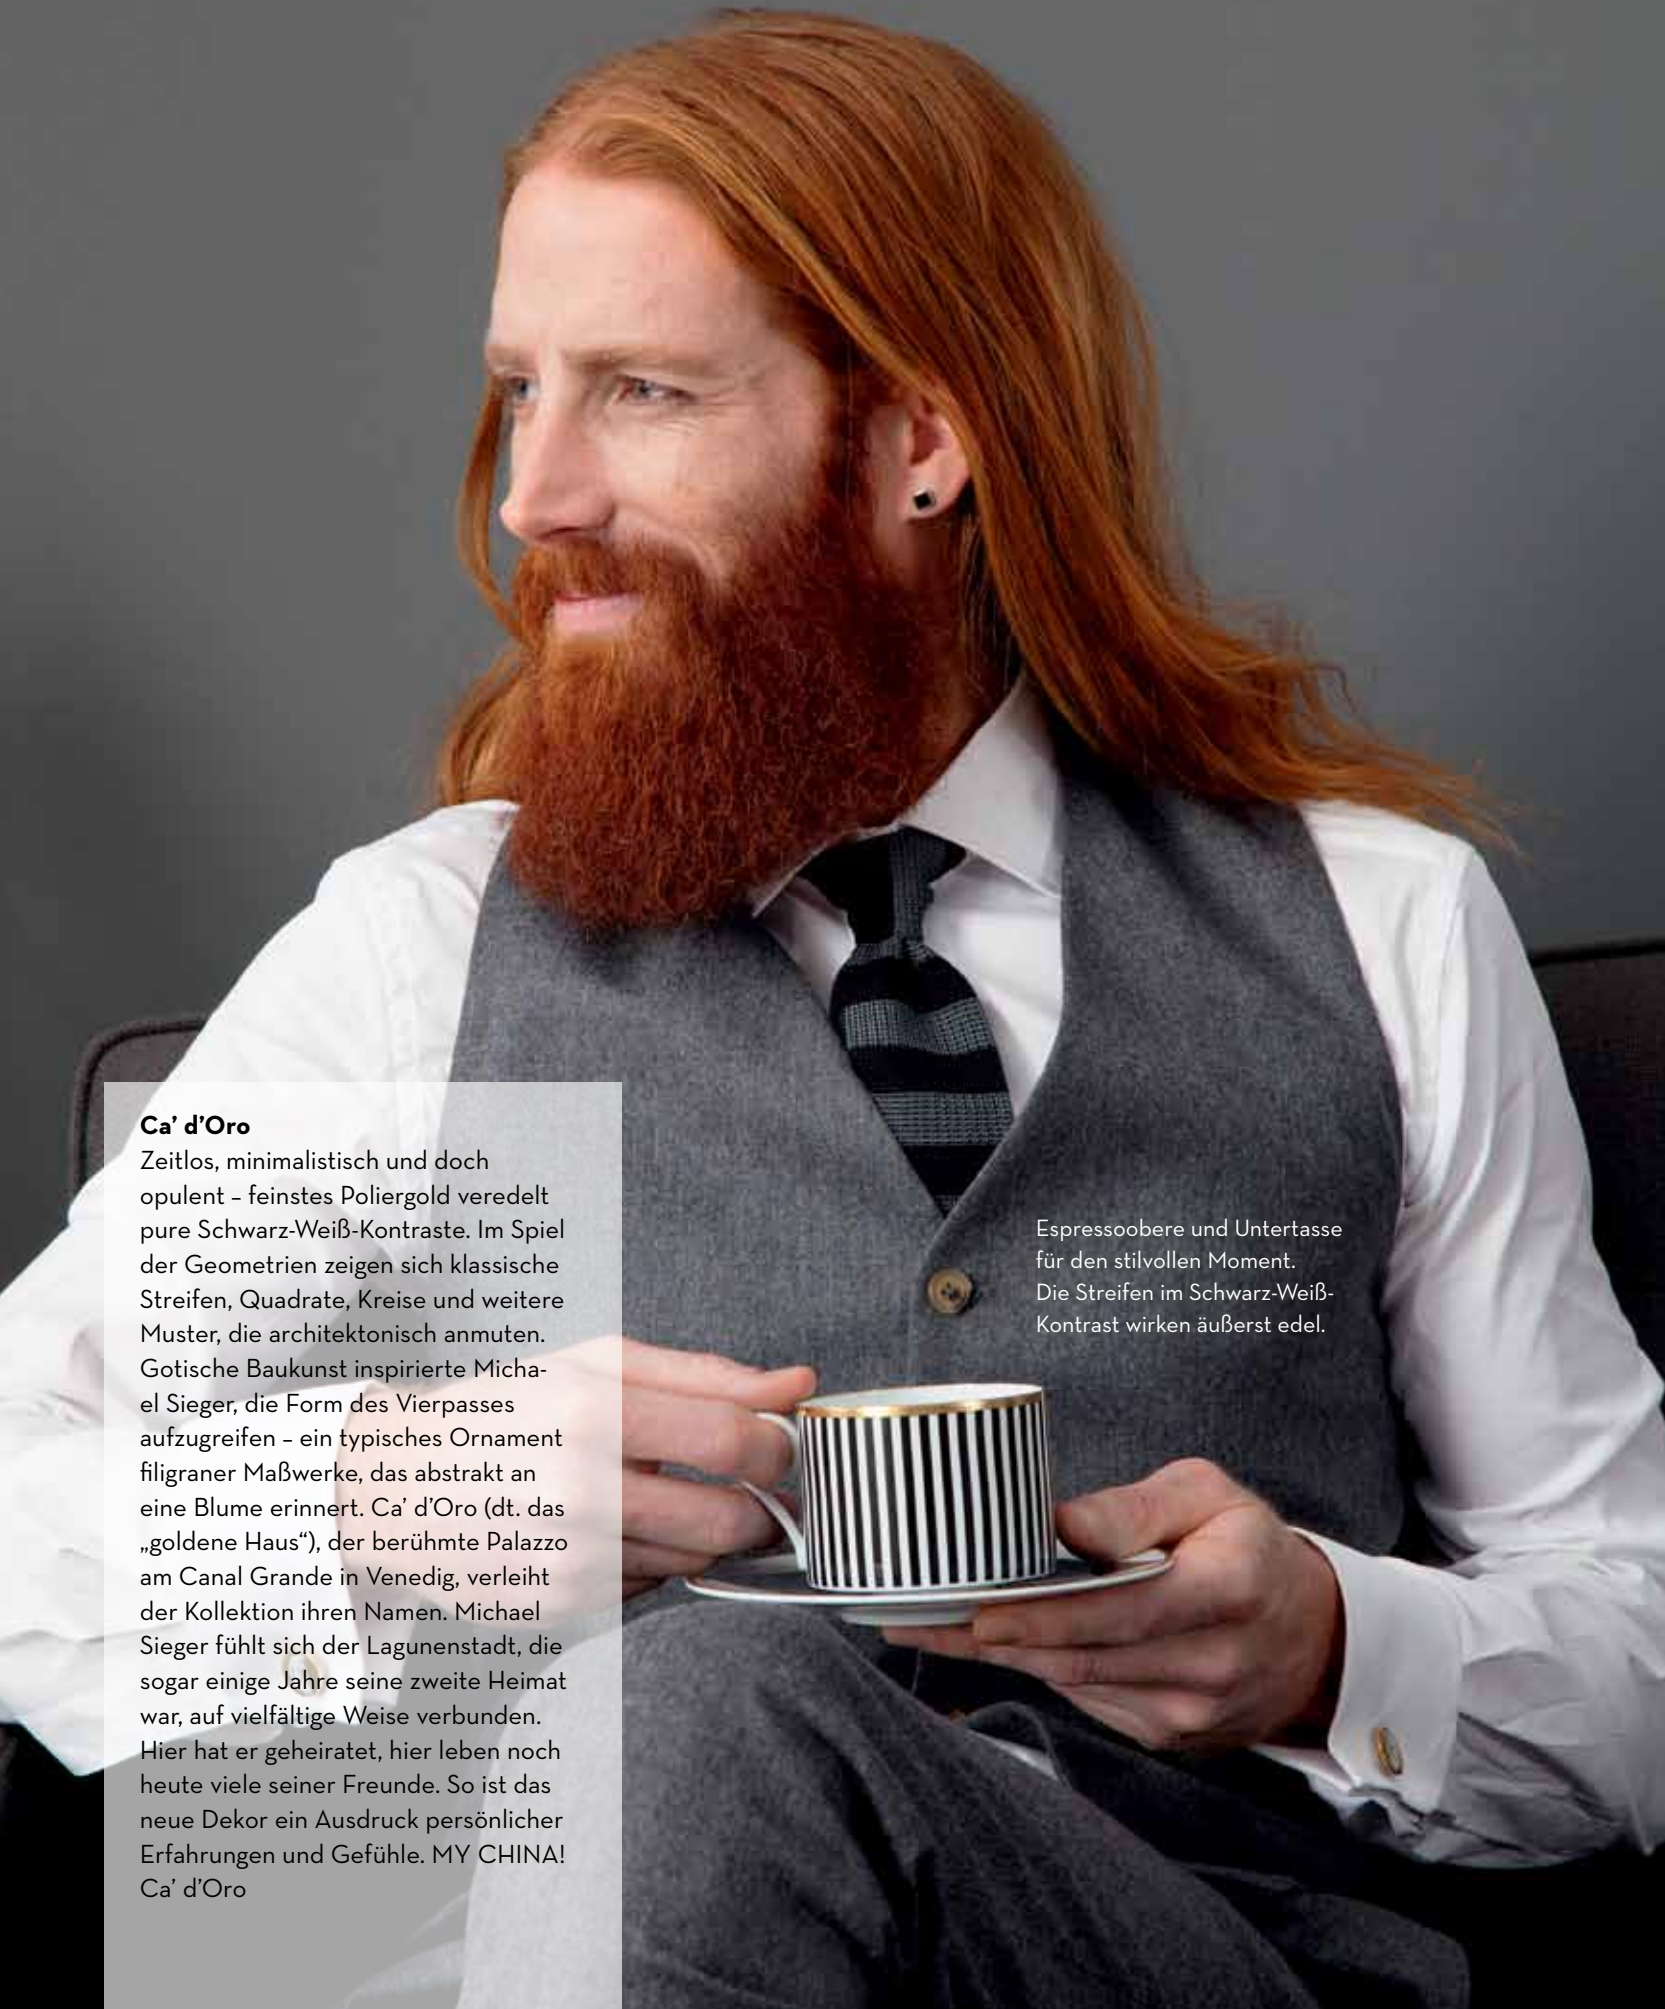 Ca’ d’Oro
Zeitlos, minimalistisch und doch
opulent – feinstes Poliergold veredelt
pure Schwarz-Weiß-Kontraste. Im Spiel
der Geometrien zeigen sich klassische
Streifen, Quadrate, Kreise und weitere
Muster, die architektonisch anmuten.
Gotische Baukunst inspirierte Micha-
el Sieger, die Form des Vierpasses
aufzugreifen – ein typisches Ornament
filigraner Maßwerke, das abstrakt an
eine Blume erinnert. Ca’ d’Oro (dt. das
„goldene Haus“), der berühmte Palazzo
am Canal Grande in Venedig, verleiht
der Kollektion ihren Namen. Michael
Sieger fühlt sich der Lagunenstadt, die
sogar einige Jahre seine zweite Heimat
war, auf vielfältige Weise verbunden.
Hier hat er geheiratet, hier leben noch
heute viele seiner Freunde. So ist das
neue Dekor ein Ausdruck persönlicher
Erfahrungen und Gefühle. MY CHINA!
Ca’ d’Oro
Espressoobere und Untertasse
für den stilvollen Moment.
Die Streifen im Schwarz-Weiß-
Kontrast wirken äußerst edel.